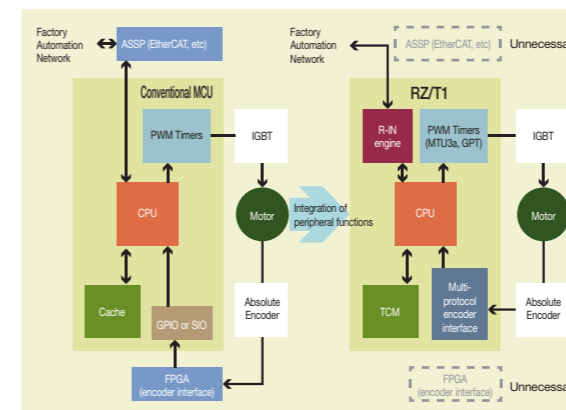 Factory
Automation
Network
ASSP (EtherCAT, etc)
Conventional MCU
PWM Timers
IGBT
CPU
Motor
Cache
GPIO or SIO
Absolute
Encoder
FPGA
(encoder interface)
Integration of
peripheral functions
Factory
Automation
Network
ASSP (EtherCAT, etc)
Unnecessa
RZ/T1
R-IN
engine
PWM Timers
(MTU3a, GPT)
IGBT
CPU
Motor
TCM
Multi-
protocol
encoder
interface
Absolute
Encoder
FPGA
(encoder interface)
Unnecessa